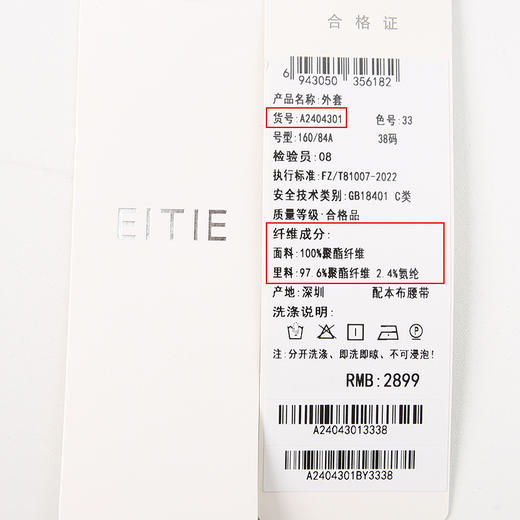 合格证
6 943050 356182
产品名称:外套
货号:A2404301 色号:33
号型:160/84A 38码
检验员:08
执行标准:FZ/T81007-2022
安全技术类别:GB18401 C类
质量等级:合格品
EITIE
纤维成分:
面料:100%聚酯纤维
里料:97.6%聚酯纤维 2.4%氨纶
产地:深圳 配本布腰带
洗涤说明:
注:分开洗涤、即洗即晾、不可浸泡!
RMB:2899
A24043013338
A2404301BY3338